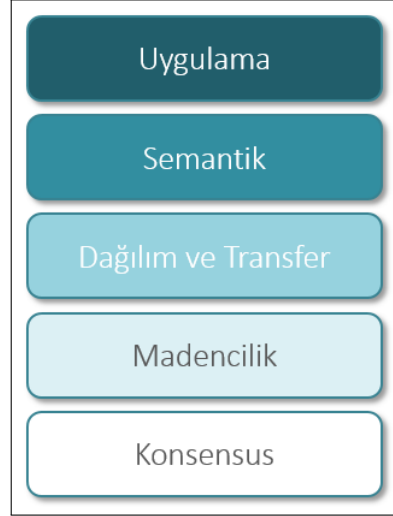 Uygulama
Semantik
Dağılım ve Transfer
Madencilik
Konsensus